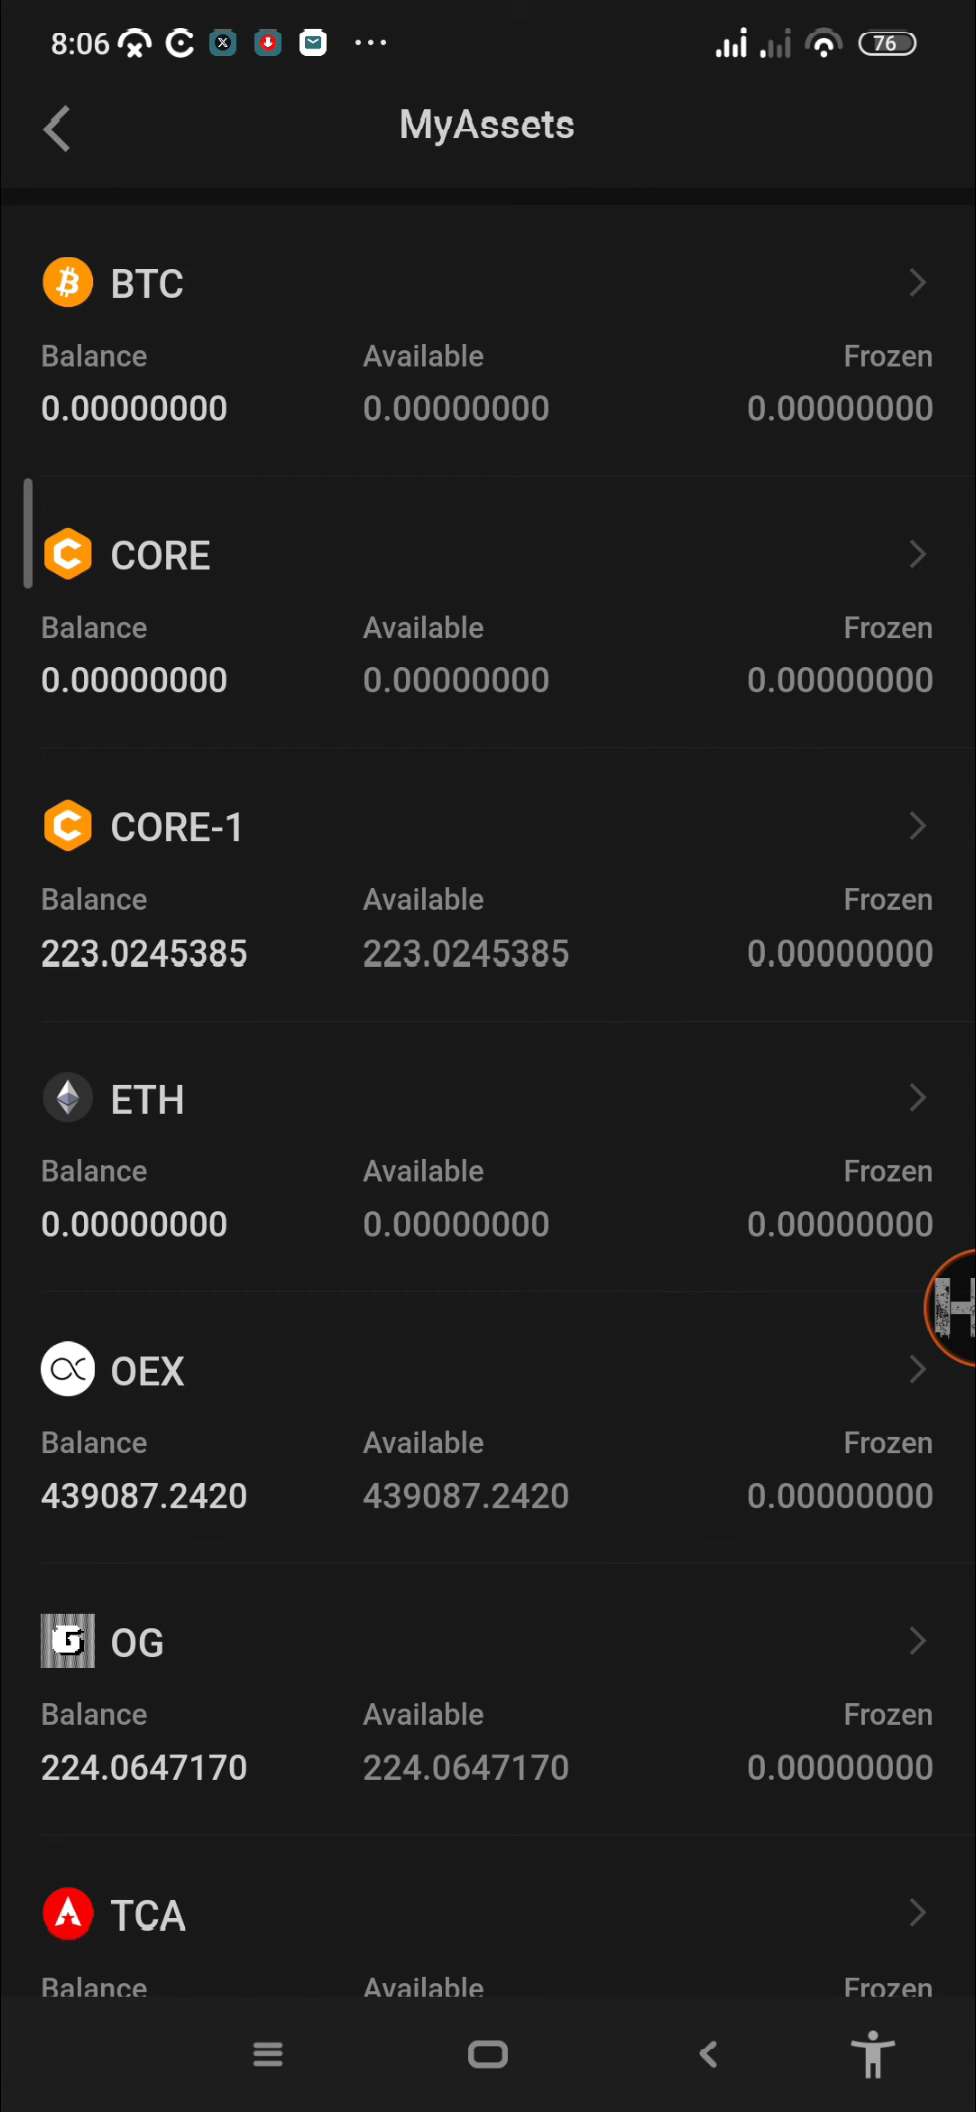 8:06 76
MyAssets
BTC
Balance Available Frozen
0.00000000 0.00000000 0.00000000
CORE
Balance Available Frozen
0.00000000 0.00000000 0.00000000
CORE-1
Balance Available Frozen
223.0245385 223.0245385 0.00000000
ETH
Balance Available Frozen
0.00000000 0.00000000 0.00000000
OEX
Balance Available Frozen
439087.2420 439087.2420 0.00000000
OG
Balance Available Frozen
224.0647170 224.0647170 0.00000000
TCA
Balance Available Frozen